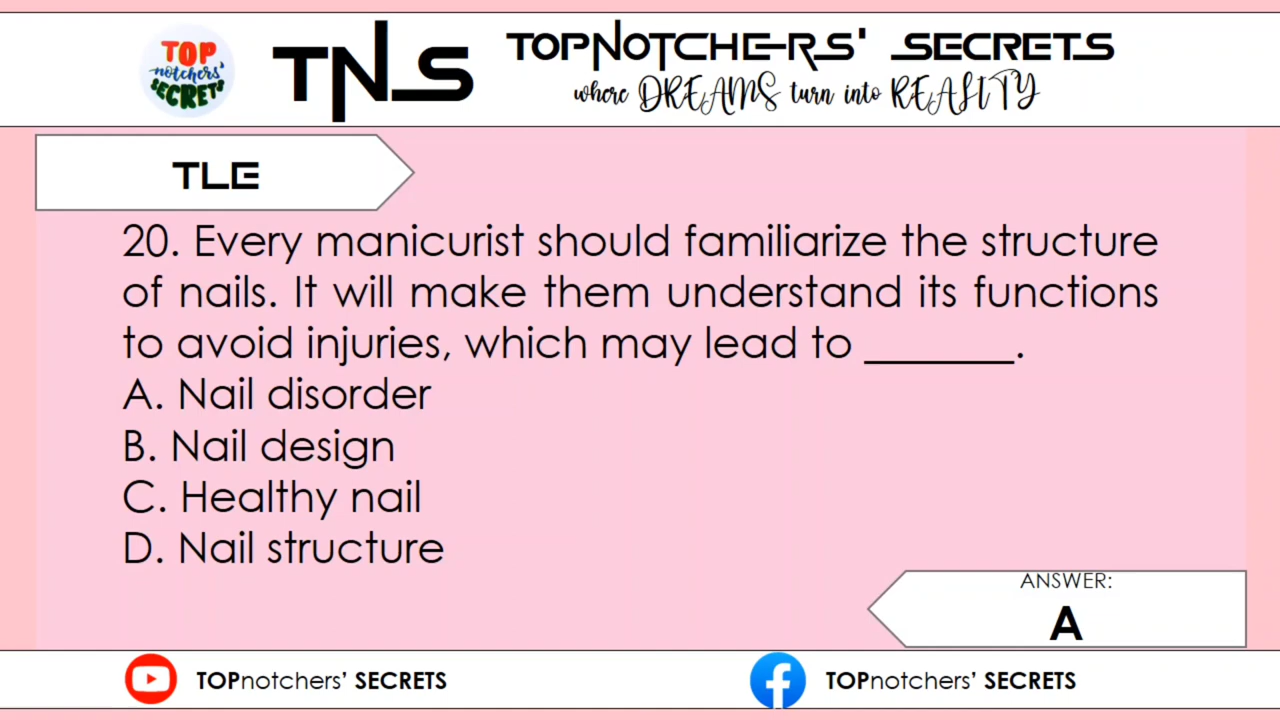 TOP
notchers'
SECRETS
TNS
TOPNOTCHERS' SECRETS
where DREAMS turn into REALITY
TLE
20. Every manicurist should familiarize the structure
of nails. It will make them understand its functions
to avoid injuries, which may lead to _______.
A. Nail disorder
B. Nail design
C. Healthy nail
D. Nail structure
ANSWER:
A
TOPnotchers' SECRETS
TOPnotchers' SECRETS